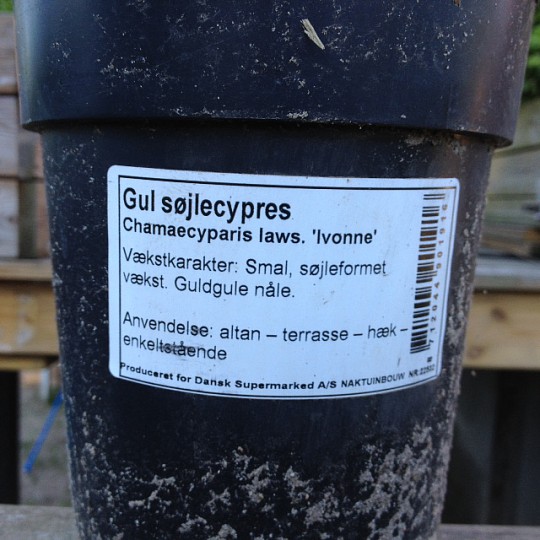 Gul søjlecypres
Chamaecyparis laws. 'Ivonne'
Vækstkarakter: Smal, søjleformet
vækst. Guldgule nåle.
Anvendelse: altan – terrasse – hæk –
enkeltstående
Produceret for Dansk Supermarked A/S NAKTUINBOUW NR: